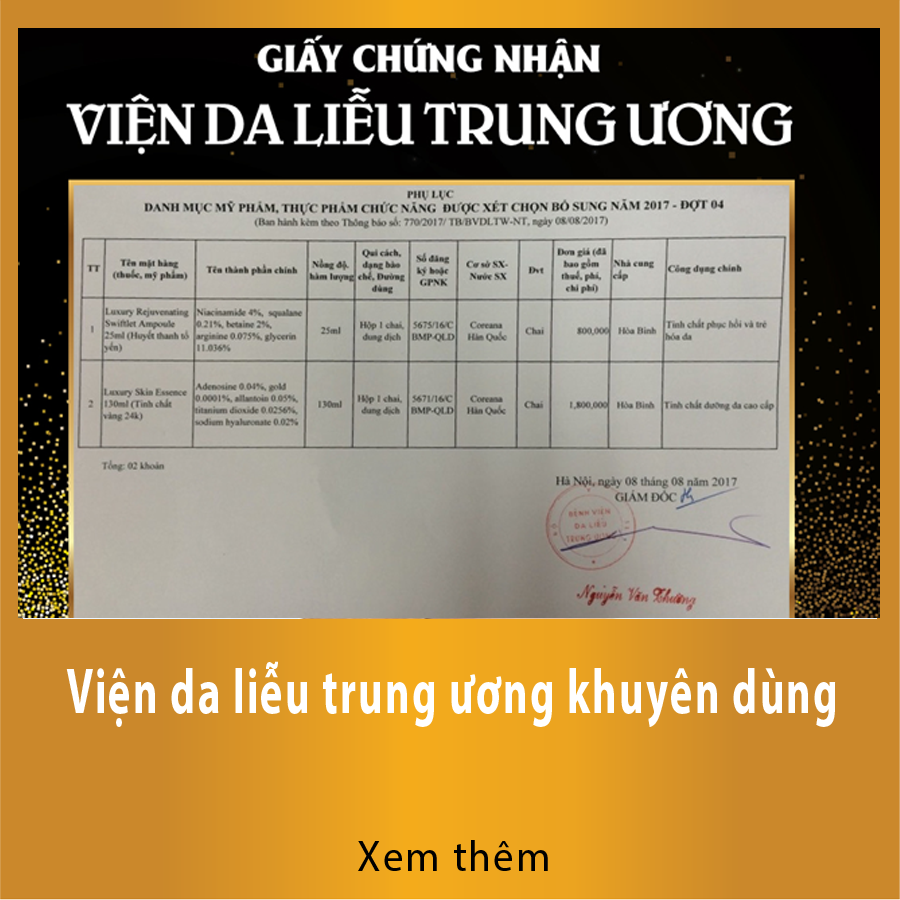 GIẤY CHỨNG NHẬN
VIỆN DA LIỄU TRUNG ƯƠNG
PHỤ LỤC
DANH MỤC MỸ PHẨM, THỰC PHẨM CHỨC NĂNG ĐƯỢC XÉT CHỌN BỔ SUNG NĂM 2017 - ĐỢT 04
(Ban hành kèm theo Thông báo số: 770/2017/ TB/BVDLTW-NT, ngày 08/08/2017)
TT
Tên mặt hàng
(thuốc, mỹ phẩm)
Tên thành phần chính
Nồng độ,
hàm lượng
Qui cách,
dạng bào
chế, Đường
dùng
Số đăng
ký hoặc
GPNK
Cơ sở SX-
Nước SX
Đvt
Đơn giá (đã
bao gồm
thuế, phí,
chi phí)
Nhà cung
cấp
Công dụng chính
1
Luxury Rejuvenating
Swiftlet Ampoule
25ml (Huyết thanh tổ
yến)
Niacinamide 4%, squalane
0.21%, betaine 2%,
arginine 0.075%, glycerin
11.036%
25ml
Hộp 1 chai,
dung dịch
5675/16/C
BMP-QLD
Coreana
Hàn Quốc
Chai
800,000
Hòa Bình
Tinh chất phục hồi và trẻ
hóa da
2
Luxury Skin Essence
130ml (Tinh chất
vàng 24k)
Adenosine 0.04%, gold
0.0001%, allantoin 0.05%,
titanium dioxide 0.0256%,
sodium hyaluronate 0.02%
130ml
Hộp 1 chai,
dung dịch
5671/16/C
BMP-QLD
Coreana
Hàn Quốc
Chai
1,800,000
Hòa Bình
Tinh chất dưỡng da cao cấp
Tổng: 02 khoản
Hà Nội, ngày 08 tháng 08 năm 2017
GIÁM ĐỐC
BỆNH VIỆN
DA LIỄU
TRUNG ƯƠNG
Nguyễn Văn Thường
Viện da liễu trung ương khuyên dùng
Xem thêm